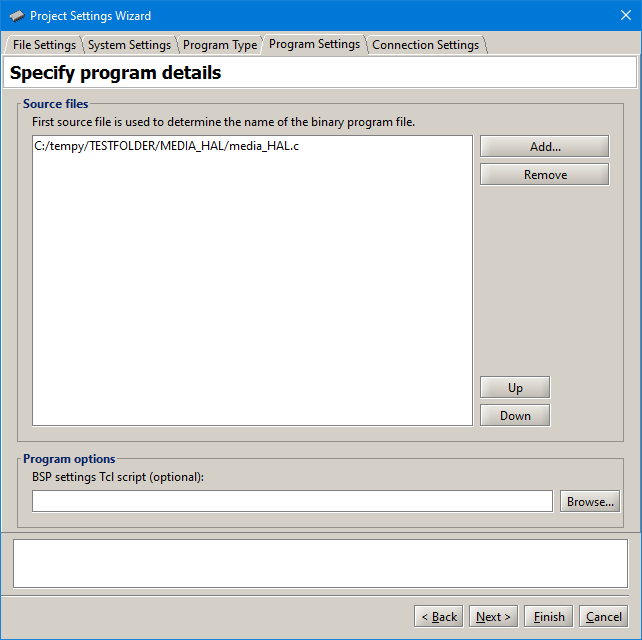 Project Settings Wizard
File Settings System Settings Program Type Program Settings Connection Settings
Specify program details
Source files
First source file is used to determine the name of the binary program file.
C:/tempy/TESTFOLDER/MEDIA_HAL/media_HAL.c
Add...
Remove
Up
Down
Program options
BSP settings Tcl script (optional):
Browse...
< Back Next > Finish Cancel